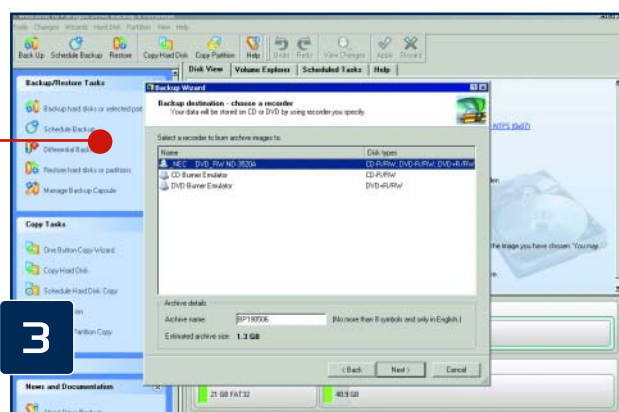 Tools Changes Wizards Hard Disk Partition View Help
Back Up Schedule Backup Restore Copy Hard Disk Copy Partition Help Undo Redo View Changes Apply Discard
Disk View Volume Explorer Scheduled Tasks Help
Backup/Restore Tasks
Backup hard disks or selected part
Schedule Backup
Differential Back
Restore hard disks or partitions
Manage Backup Capsule
Copy Tasks
One Button Copy Wizard
Copy Hard Disk
Schedule Hard Disk Copy
Partition Copy
News and Documentation
Backup Wizard
Backup destination - choose a recorder
Your data will be stored on CD or DVD by using recorder you specify.
Select a recorder to burn archive images to.
Name Disk types
_NEC DVD_RW ND-3520A CD-R/RW, DVD-R/RW, DVD+R/RW
CD Burner Emulator CD-R/RW
DVD Burner Emulator DVD+R/RW
Archive details
Archive name: BP190506 (No more than 8 symbols and only in English.)
Estimated archive size: 1.3 GB
< Back Next > Cancel
NTFS (0x07)
the image you have chosen. You may
21 GB FAT32 40.9 GB
3